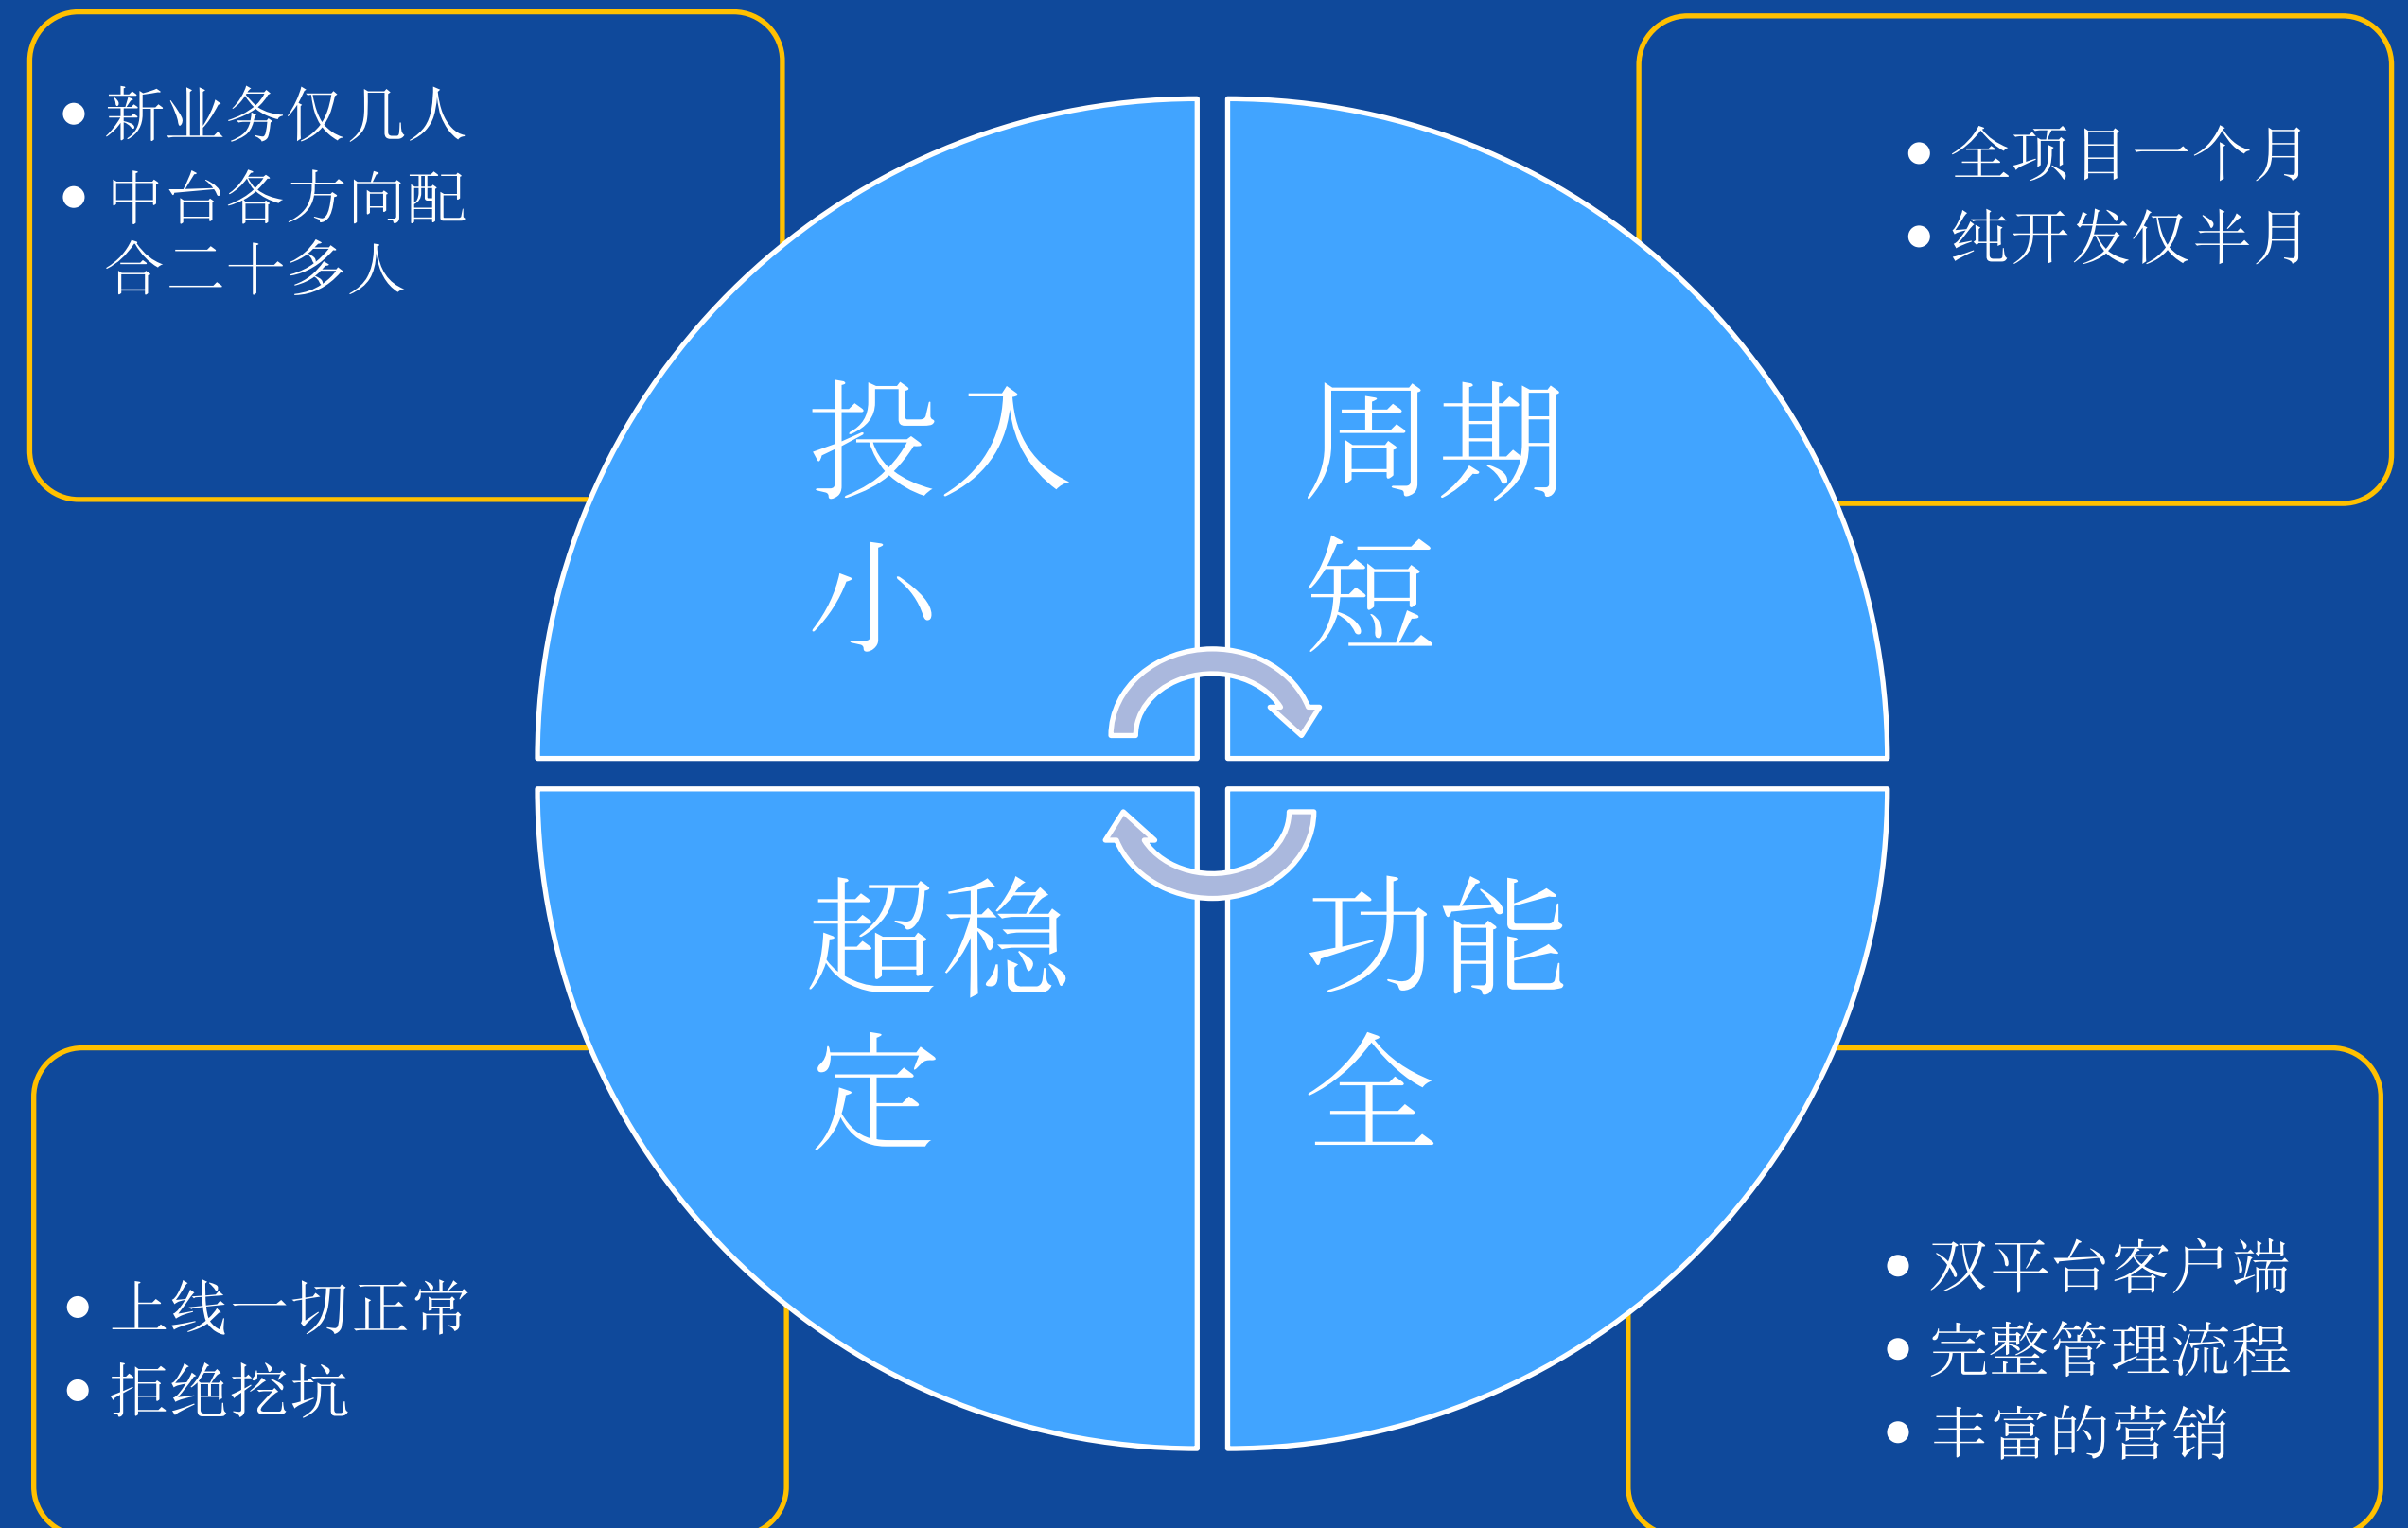 ● 新业务仅几人
● 中台各方面配
合二十多人
● 全项目一个月
● 纯开发仅半月
投入
小
周期
短
超稳
定
功能
全
● 上线一切正常
● 拒绝挖坑
● 双平台客户端
● 完整管理流程
● 丰富的营销